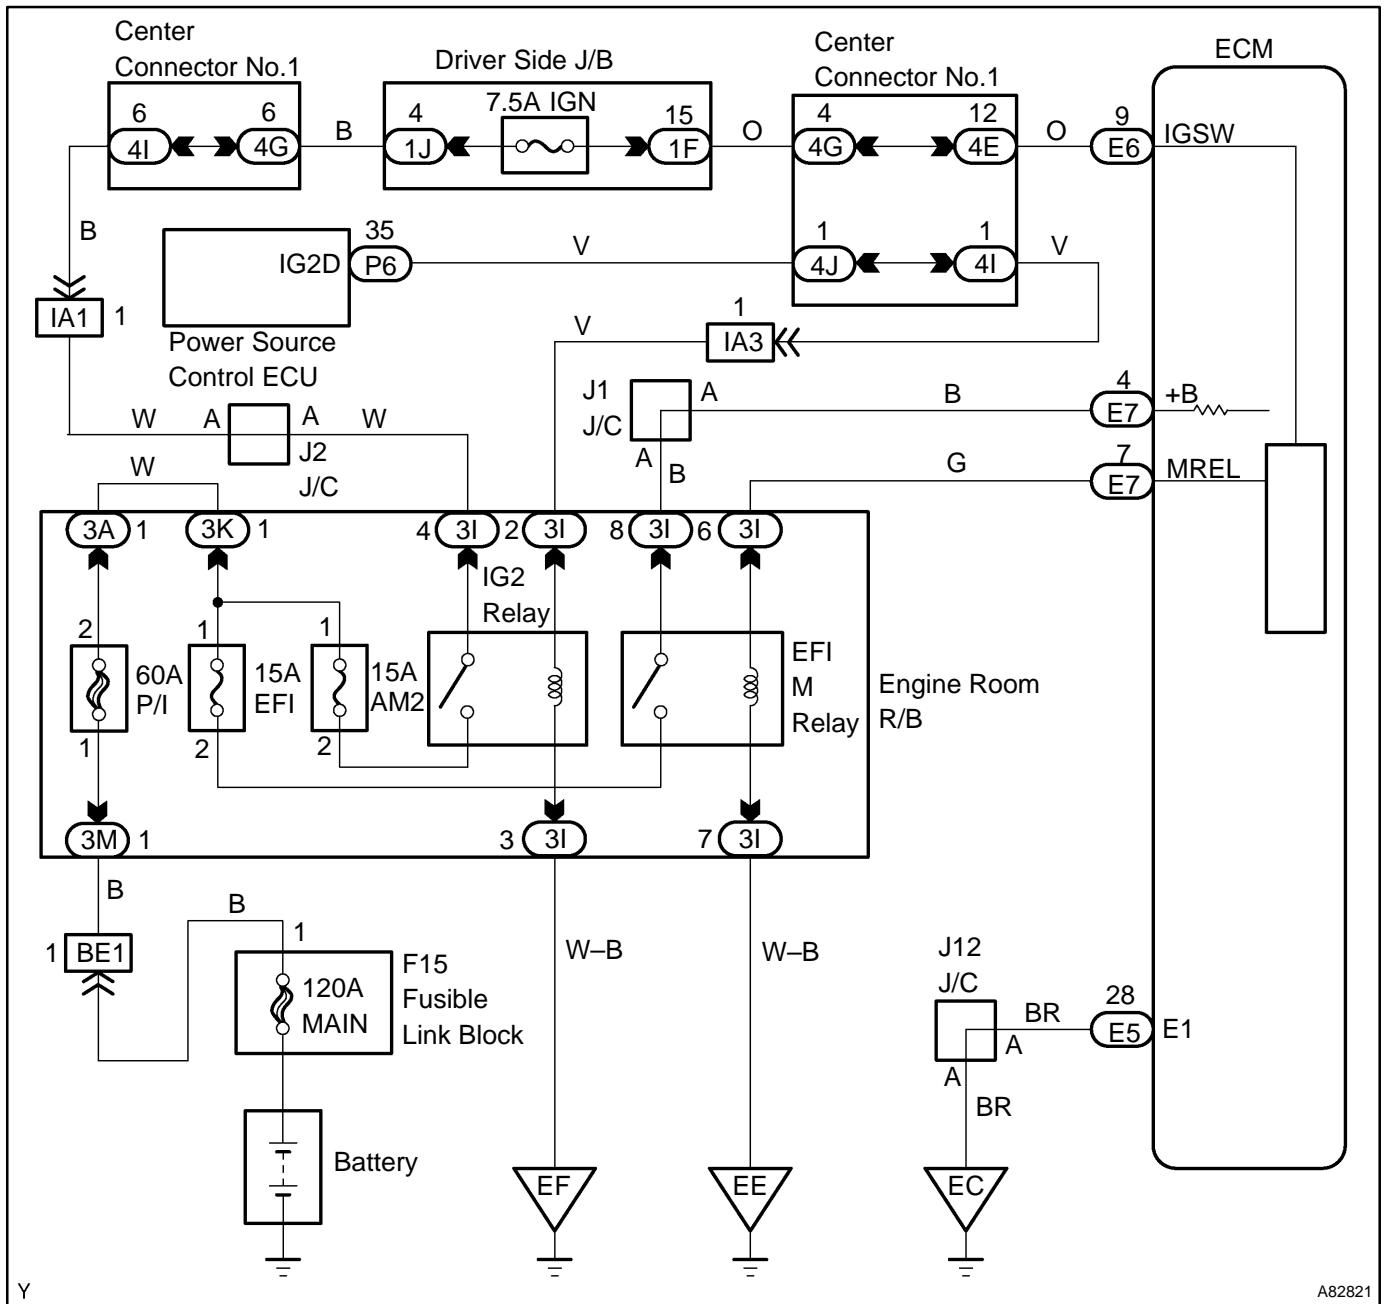 Center
Connector No.1
Driver Side J/B
Center
Connector No.1
ECM
6
6
4
7.5A IGN
15
4
12
9
4I
4G
B
1J
1F
O
4G
4E
O
E6
IGSW
B
IG2D
35
P6
V
1
4J
1
4I
V
IA1
1
Power Source
Control ECU
V
1
IA3
J1
J/C
A
B
4
E7
+B
W
A
A
W
J2
J/C
A
B
W
G
7
E7
MREL
3A
1
3K
1
4
3I
2
3I
8
3I
6
3I
IG2
Relay
2
1
1
60A
P/I
15A
EFI
15A
AM2
EFI
M
Relay
Engine Room
R/B
1
2
2
3M
1
3
3I
7
3I
B
B
1
BE1
1
120A
MAIN
F15
Fusible
Link Block
W–B
W–B
J12
J/C
BR
28
E5
E1
A
A
BR
Battery
EF
EE
EC
Y
A82821